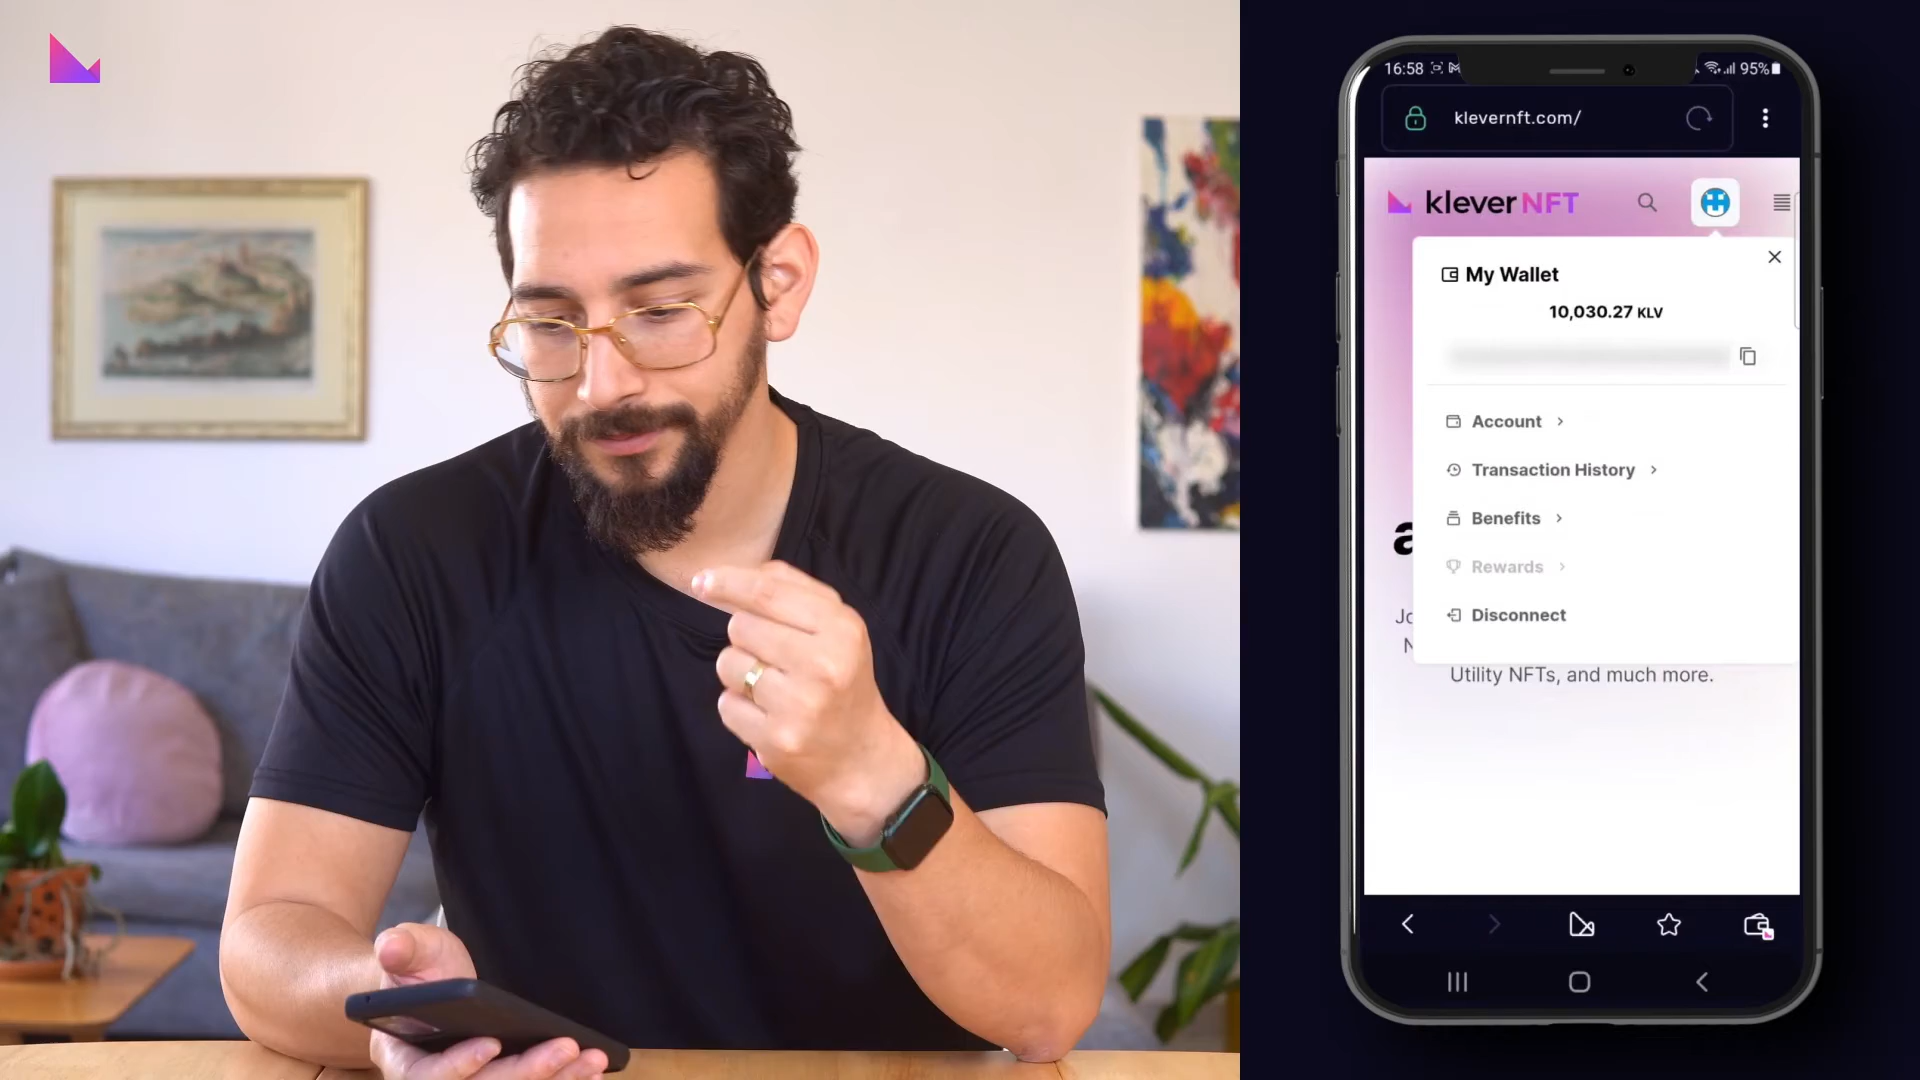 16:58
95%
klevernft.com/
klever NFT
My Wallet
10,030.27 KLV
Account
Transaction History
Benefits
Rewards
Disconnect
Utility NFTs, and much more.